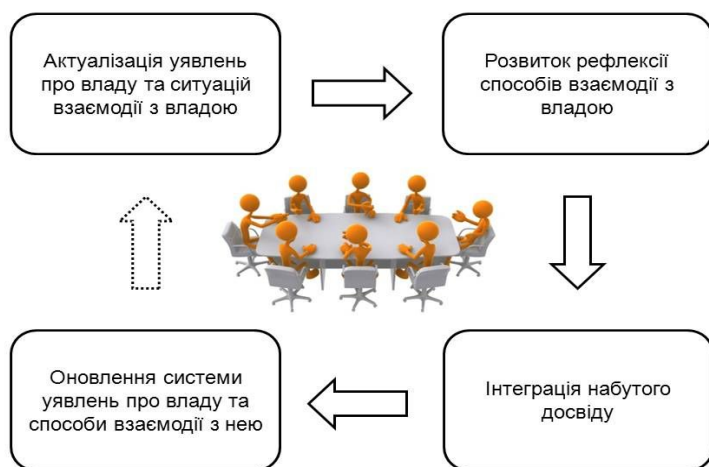 Актуалізація уявлень
про владу та ситуацій
взаємодії з владою
Розвиток рефлексії
способів взаємодії з
владою
Оновлення системи
уявлень про владу та
способи взаємодії з нею
Інтеграція набутого
досвіду